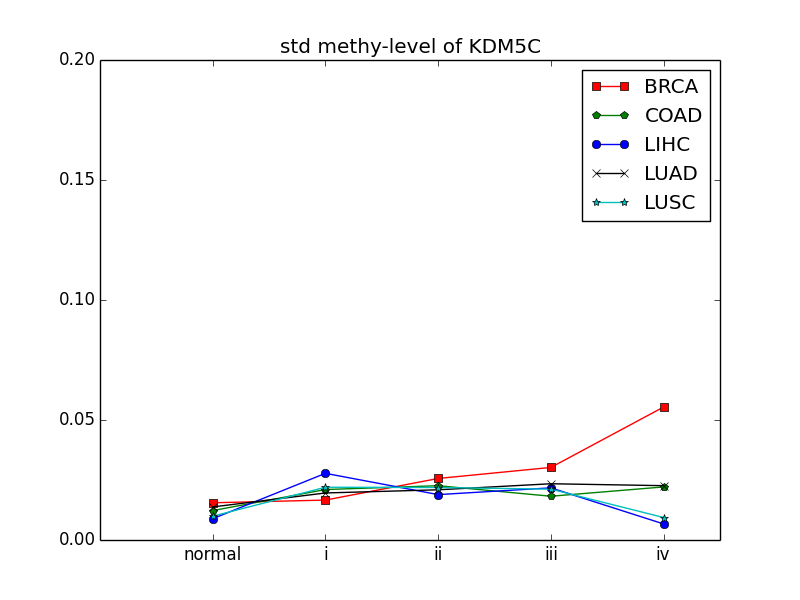 std methy-level of KDM5C
0.20
0.15
0.10
0.05
0.00
normal i ii iii iv
BRCA
COAD
LIHC
LUAD
LUSC